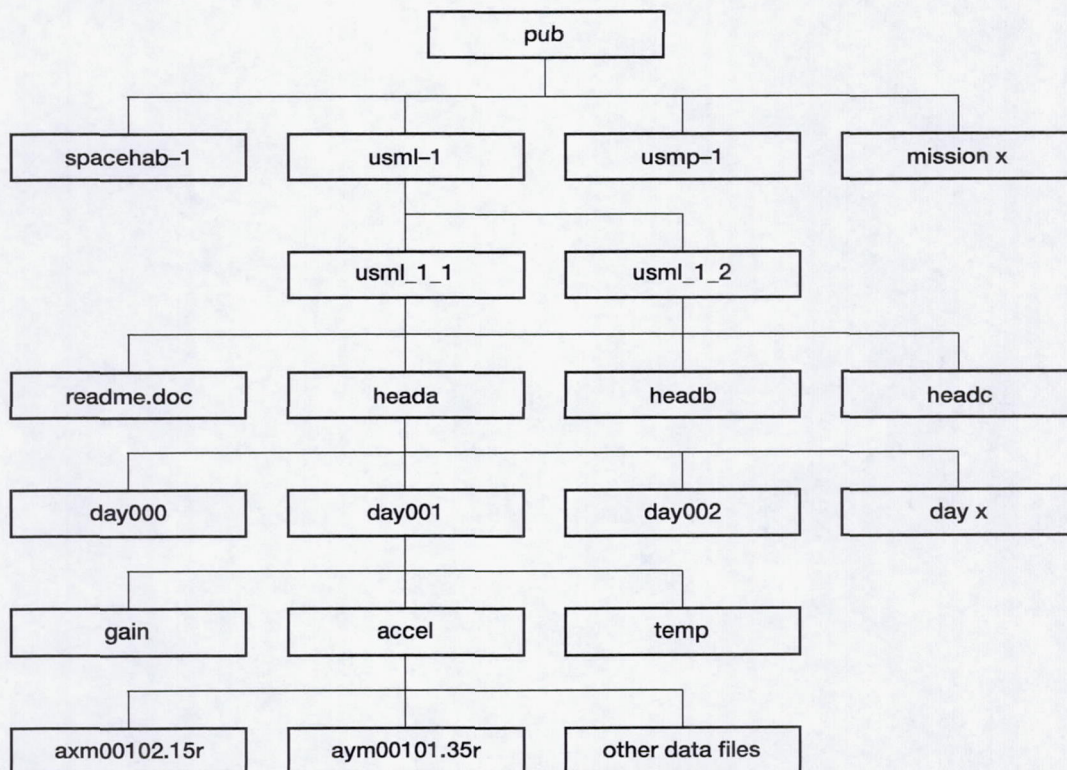 pub
spacehab–1
usml–1
usmp–1
mission x
usml_1_1
usml_1_2
readme.doc
heada
headb
headc
day000
day001
day002
day x
gain
accel
temp
axm00102.15r
aym00101.35r
other data files